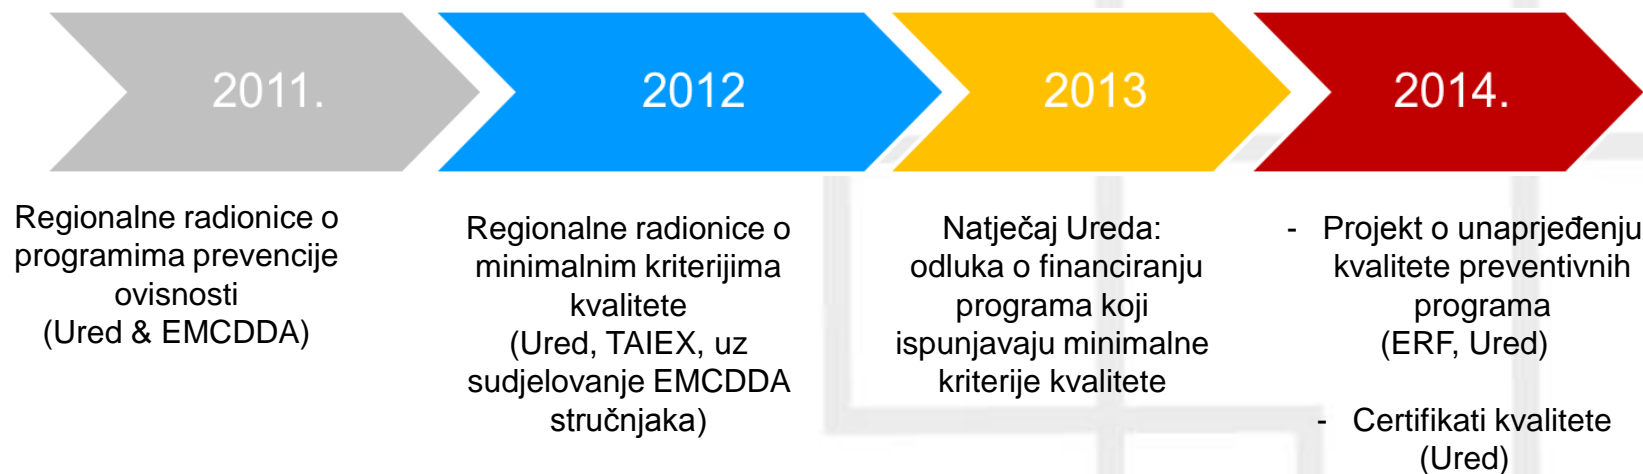 2011.
Regionalne radionice o
programima prevencije
ovisnosti
(Ured & EMCDDA)
2012
Regionalne radionice o
minimalnim kriterijima
kvalitete
(Ured, TAIEX, uz
sudjelovanje EMCDDA
stručnjaka)
2013
Natječaj Ureda:
odluka o financiranju
programa koji
ispunjavaju minimalne
kriterije kvalitete
2014.
- Projekt o unaprjeđenju
kvalitete preventivnih
programa
(ERF, Ured)
- Certifikati kvalitete
(Ured)